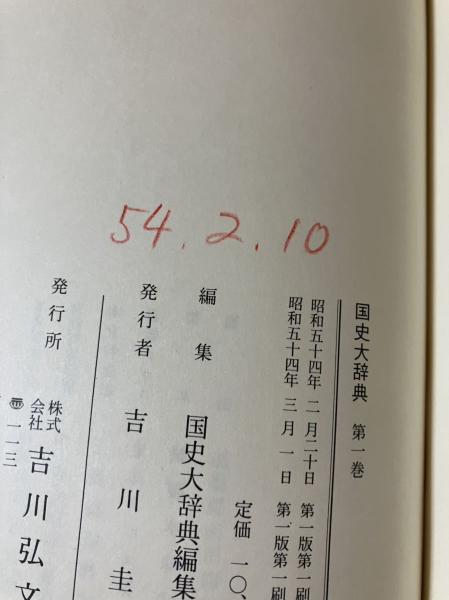 54.2.10
国史大辞典 第一巻
昭和五十四年 二月二十日 第一版第一刷
昭和五十四年 三月 一日 第一版第一刷
定価 一〇、
編集 国史大辞典編集
発行者 吉川圭
発行所 株式会社 吉川弘文
〠一一三